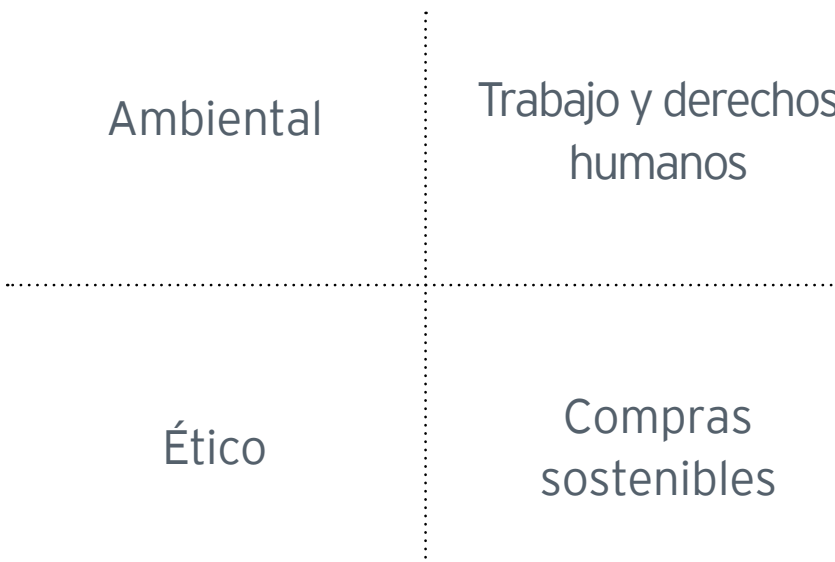 Ambiental
Trabajo y derechos
humanos
Ético
Compras
sostenibles